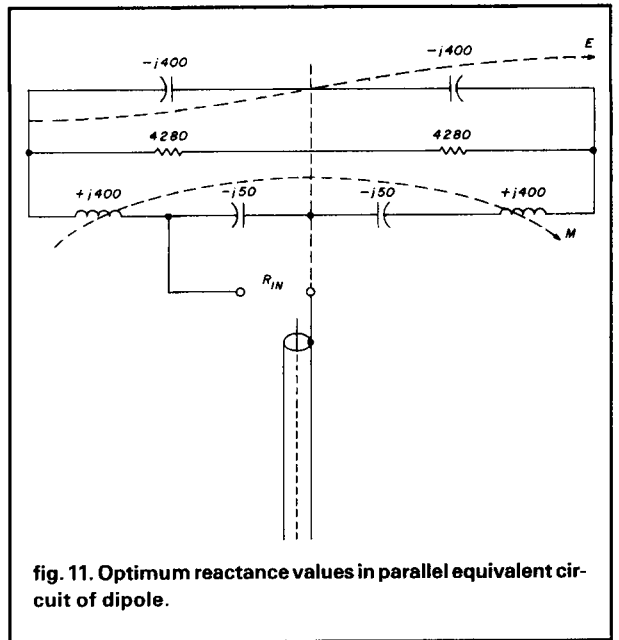 -j400
-j400
E
4280
4280
+j400
-j50
-j50
+j400
M
RIN
fig. 11. Optimum reactance values in parallel equivalent cir-
cuit of dipole.